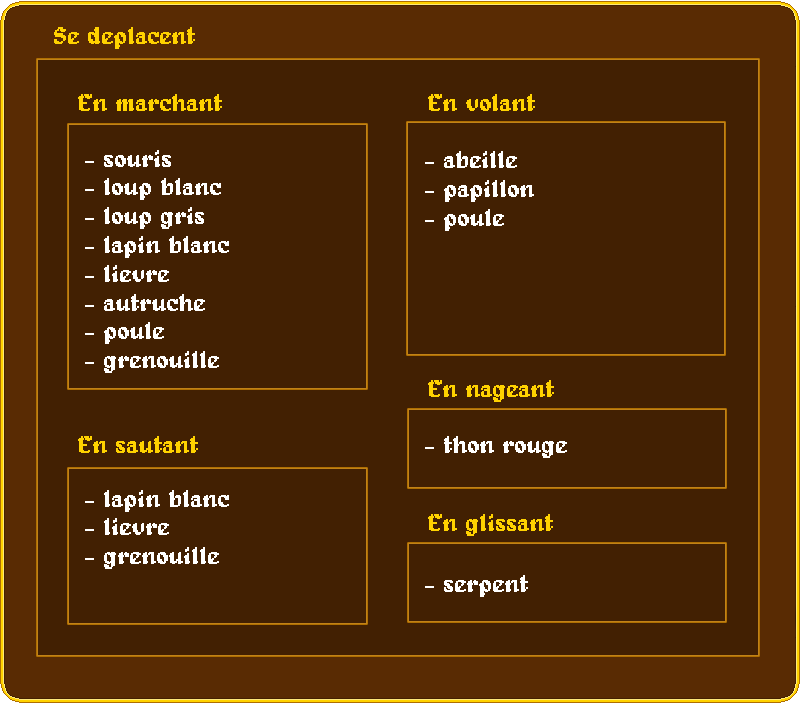 Se deplacent
En marchant
- souris
- loup blanc
- loup gris
- lapin blanc
- lievre
- autruche
- poule
- grenouille
En sautant
- lapin blanc
- lievre
- grenouille
En volant
- abeille
- papillon
- poule
En nageant
- thon rouge
En glissant
- serpent